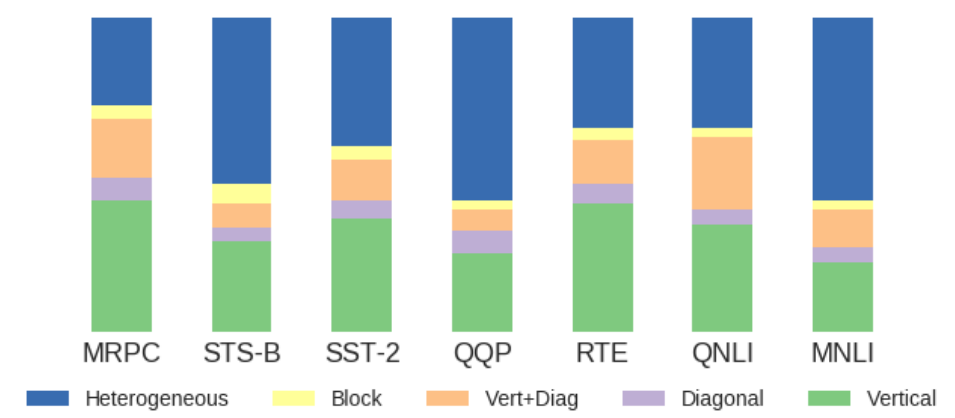 MRPC STS-B SST-2 QQP RTE QNLI MNLI
Heterogeneous Block Vert+Diag Diagonal Vertical